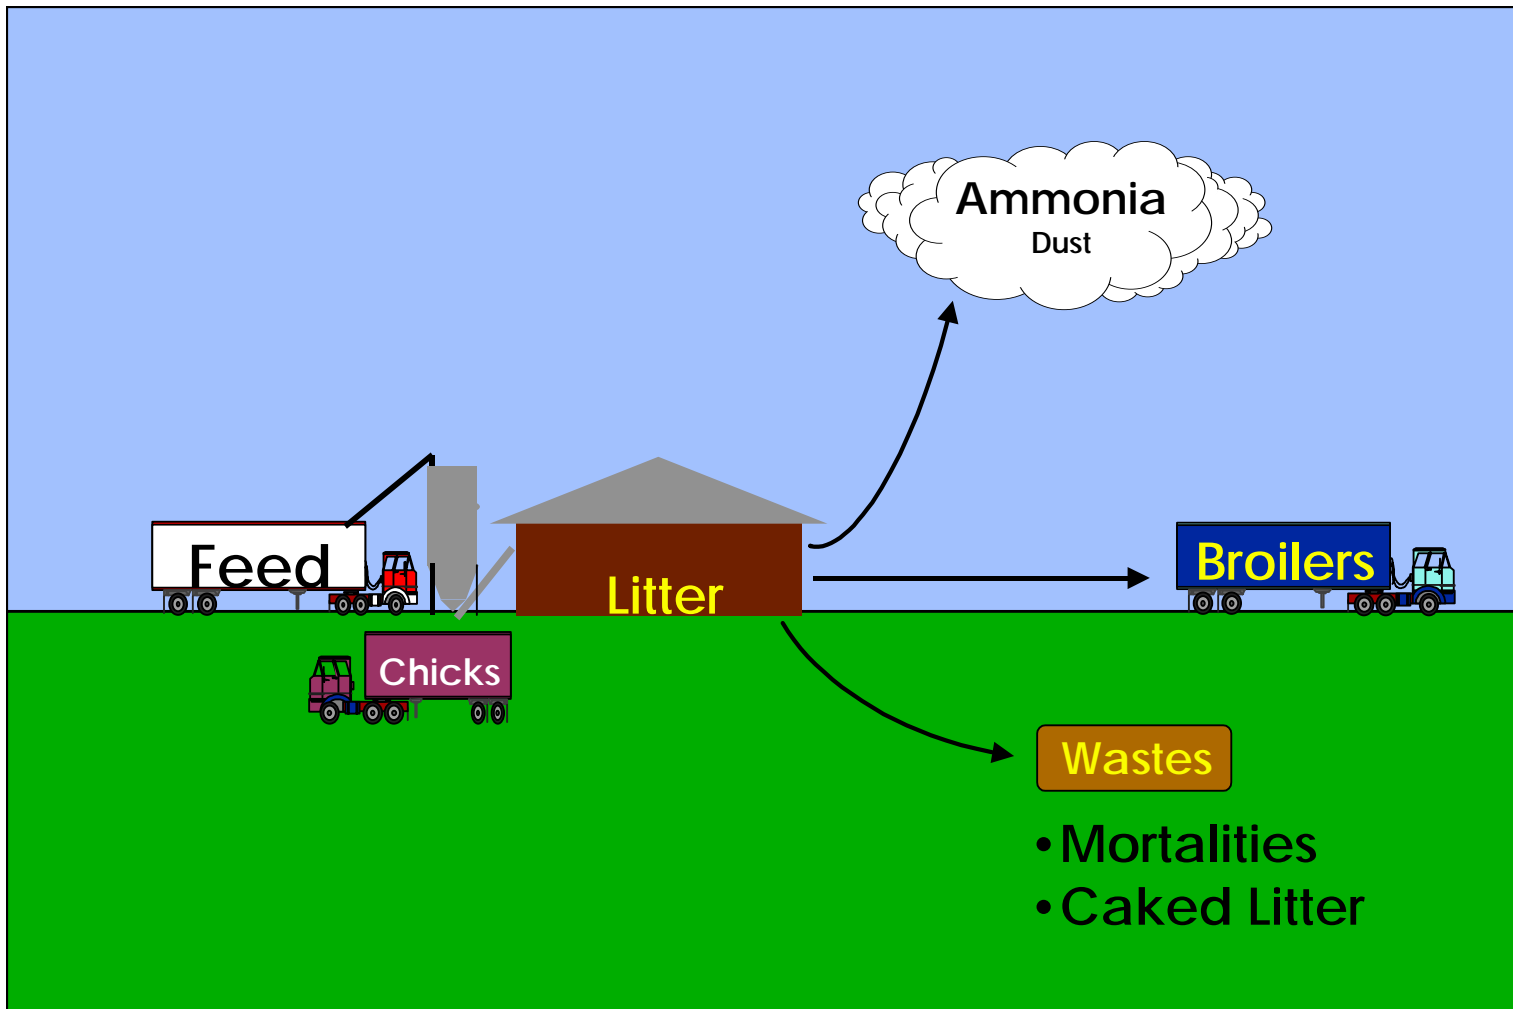 Ammonia
Dust
Feed
Litter
Broilers
Chicks
Wastes
•Mortalities
•Caked Litter